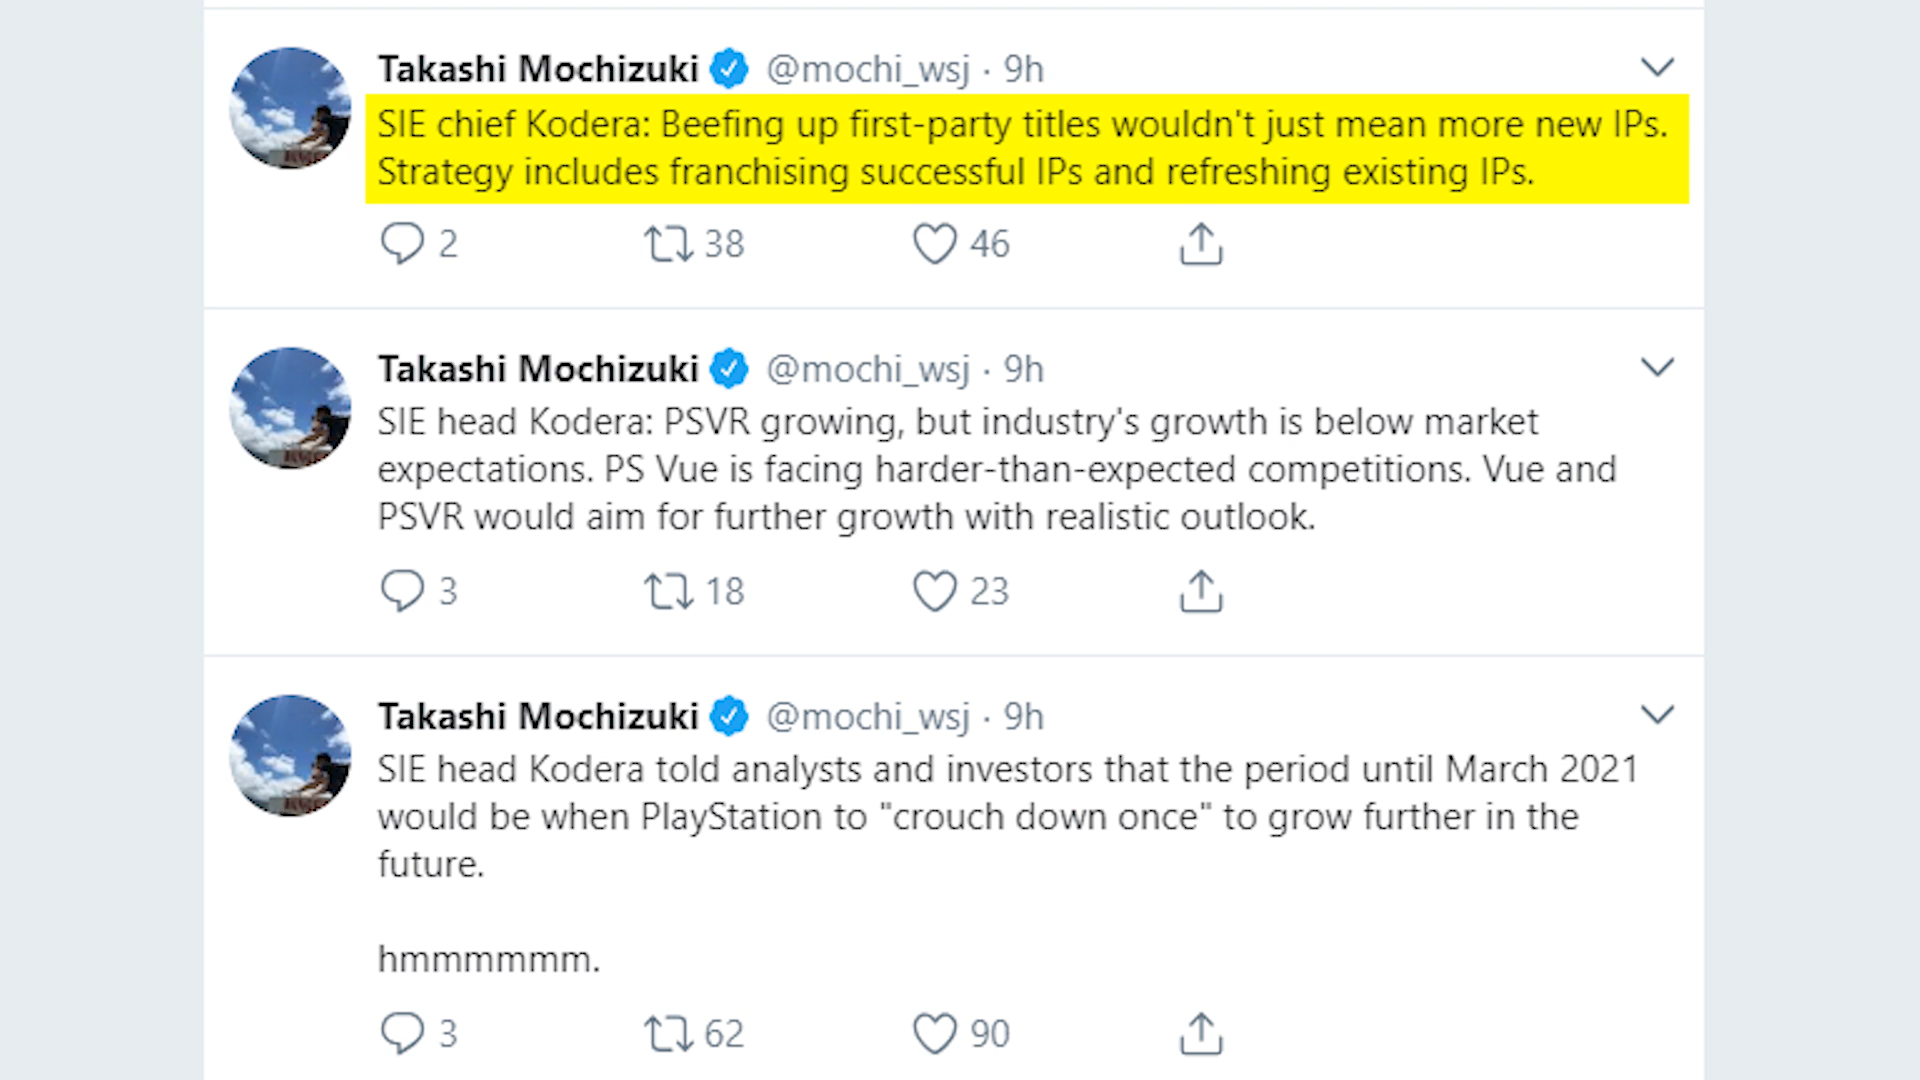 Takashi Mochizuki @mochi_wsj · 9h
SIE chief Kodera: Beefing up first-party titles wouldn't just mean more new IPs.
Strategy includes franchising successful IPs and refreshing existing IPs.
2 38 46
Takashi Mochizuki @mochi_wsj · 9h
SIE head Kodera: PSVR growing, but industry's growth is below market
expectations. PS Vue is facing harder-than-expected competitions. Vue and
PSVR would aim for further growth with realistic outlook.
3 18 23
Takashi Mochizuki @mochi_wsj · 9h
SIE head Kodera told analysts and investors that the period until March 2021
would be when PlayStation to "crouch down once" to grow further in the
future.
hmmmmmm.
3 62 90